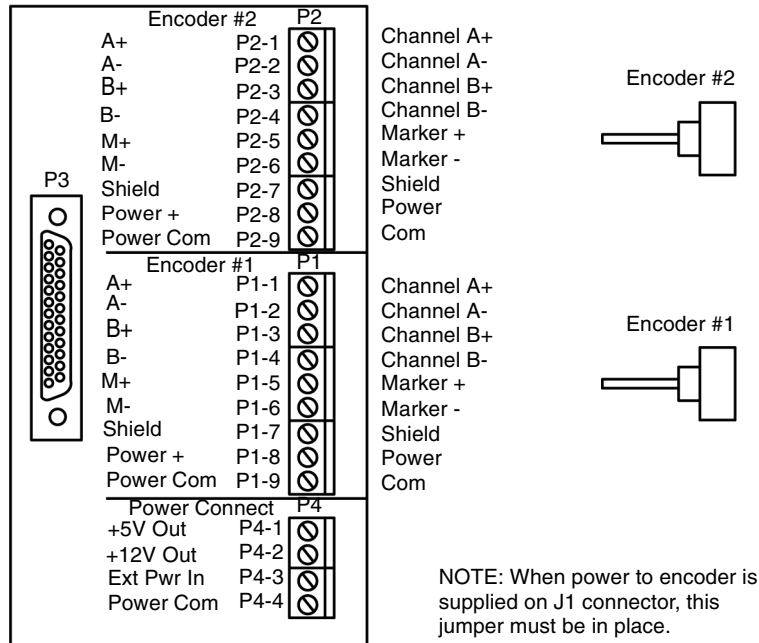 Encoder #2 P2
A+ P2-1 Channel A+
A- P2-2 Channel A-
B+ P2-3 Channel B+
B- P2-4 Channel B-
M+ P2-5 Marker +
M- P2-6 Marker -
Shield P2-7 Shield
Power + P2-8 Power
Power Com P2-9 Com
Encoder #2
P3
Encoder #1 P1
A+ P1-1 Channel A+
A- P1-2 Channel A-
B+ P1-3 Channel B+
B- P1-4 Channel B-
M+ P1-5 Marker +
M- P1-6 Marker -
Shield P1-7 Shield
Power + P1-8 Power
Power Com P1-9 Com
Encoder #1
Power Connect P4
+5V Out P4-1
+12V Out P4-2
Ext Pwr In P4-3
Power Com P4-4
NOTE: When power to encoder is
supplied on J1 connector, this
jumper must be in place.